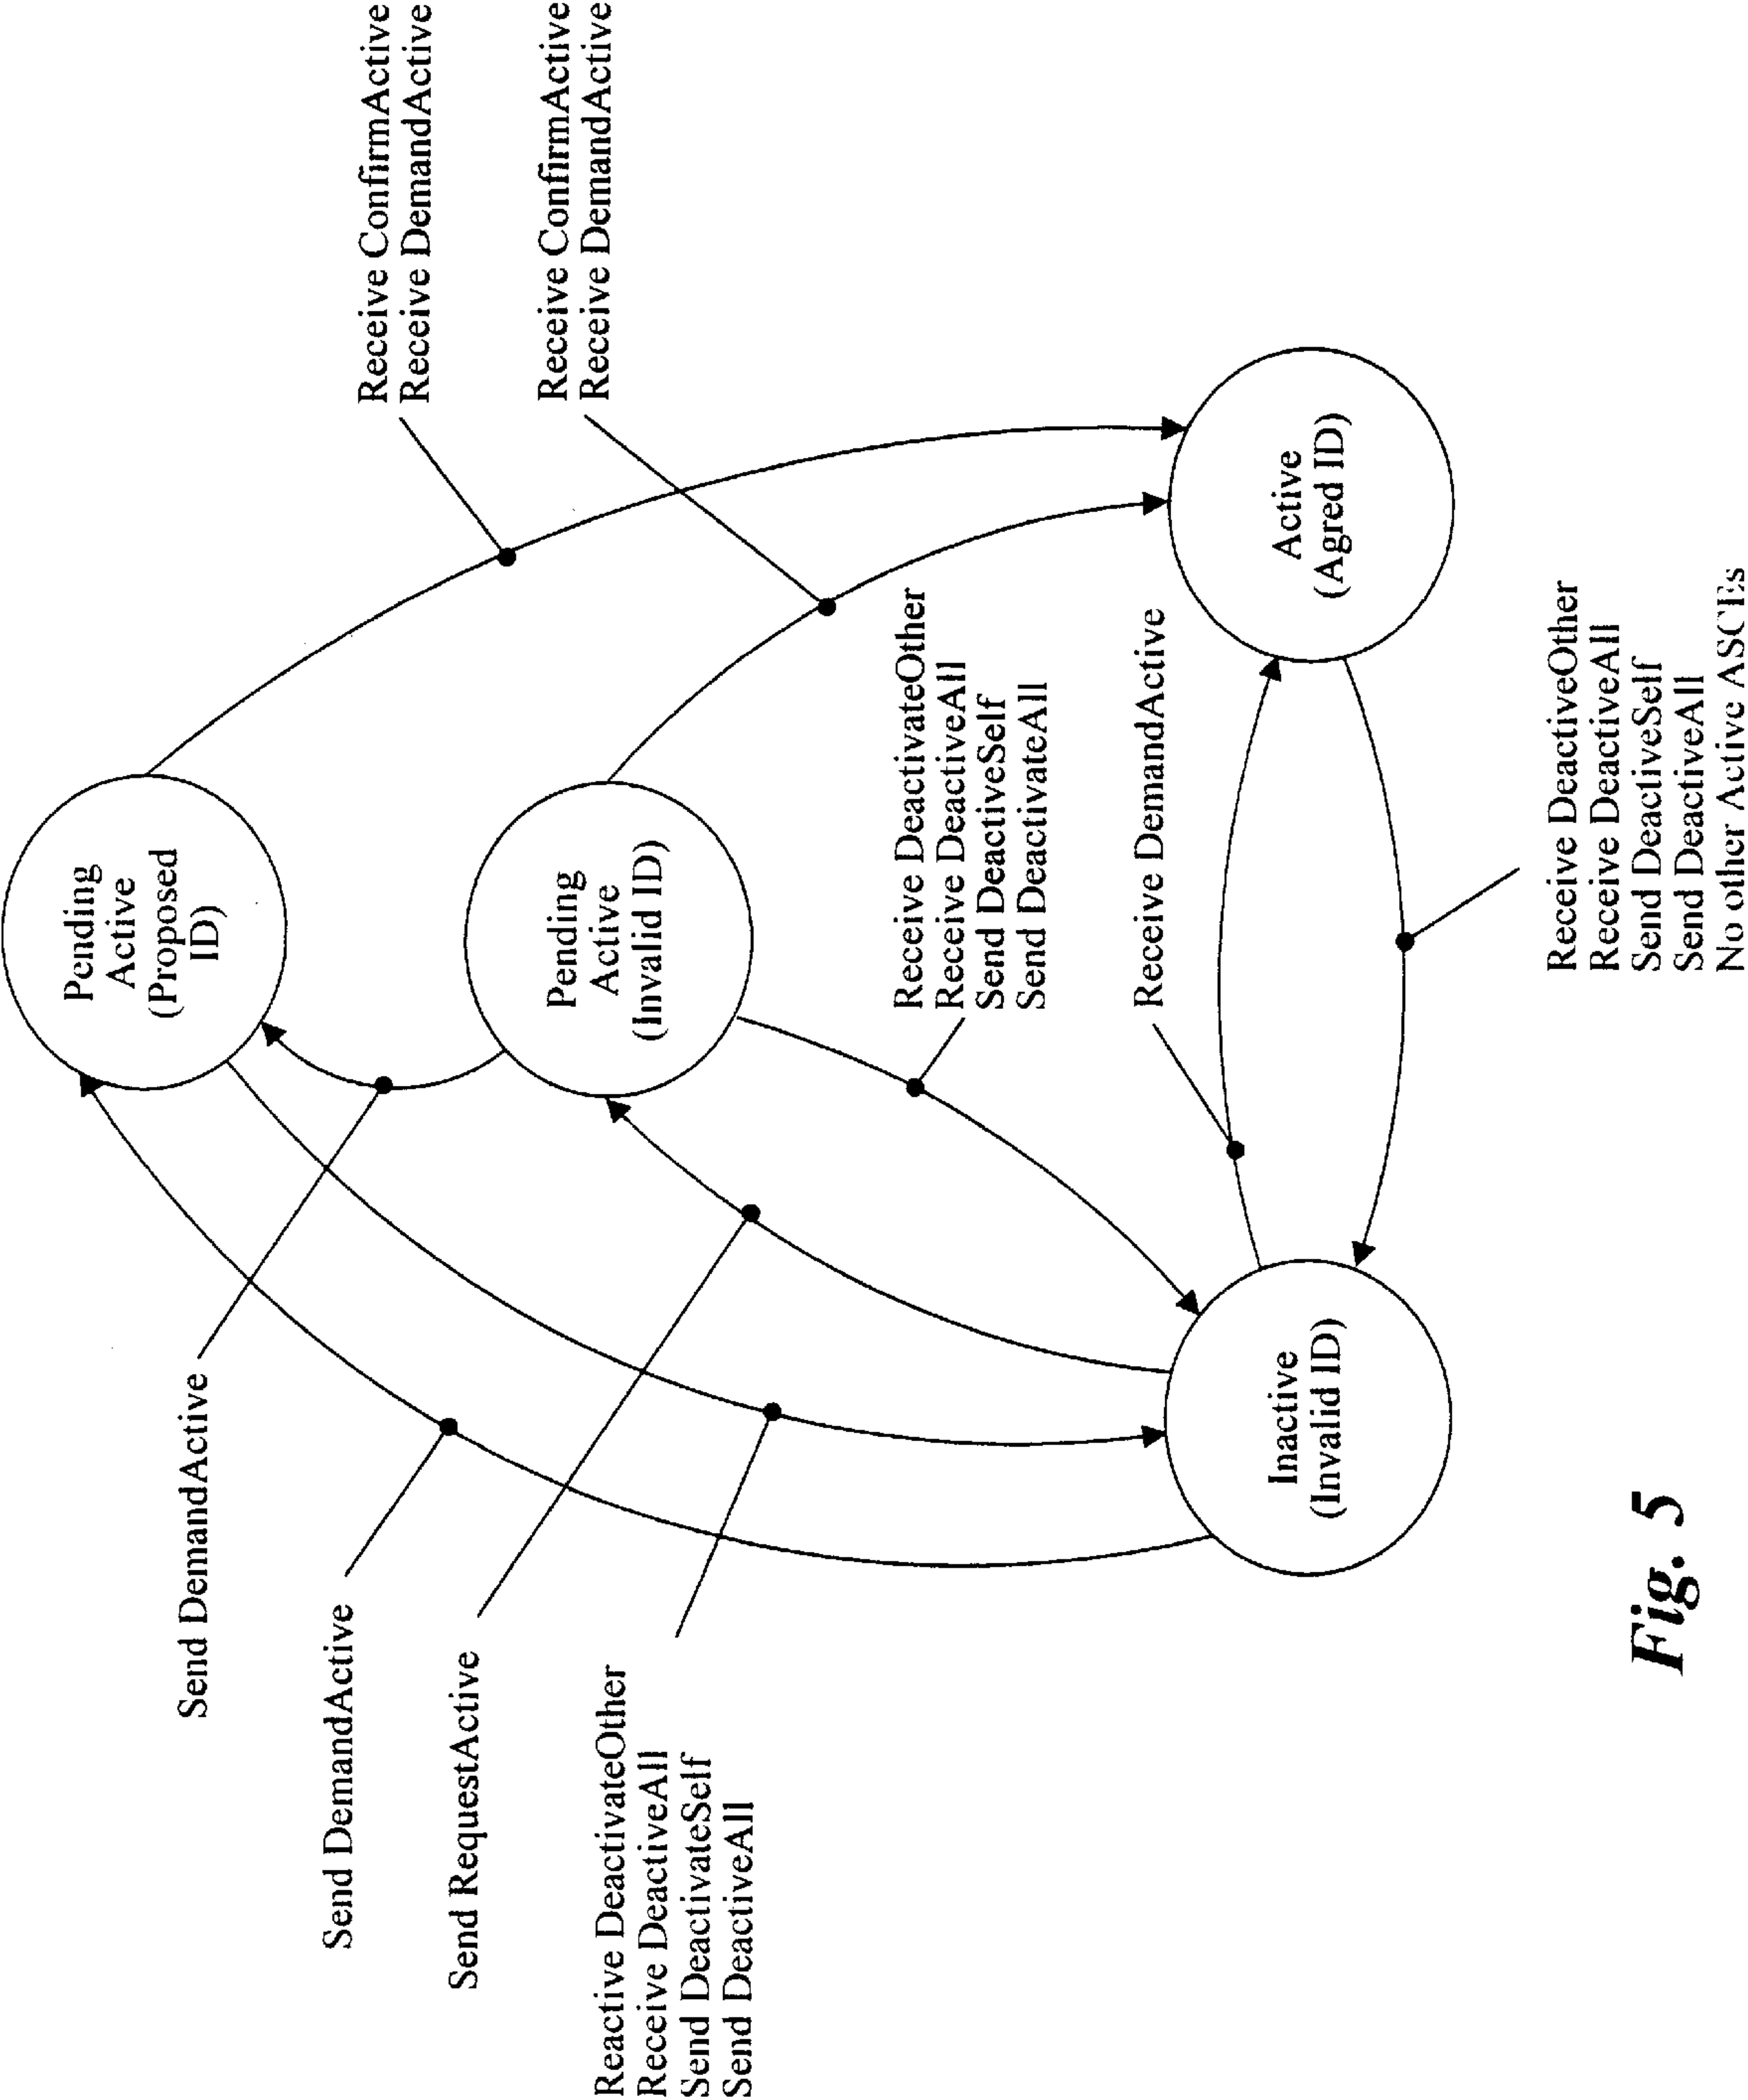 Pending
Active
(Proposed
ID)
Receive ConfirmActive
Receive DemandActive
Send DemandActive
Receive ConfirmActive
Receive DemandActive
Send DemandActive
Pending
Active
(Invalid ID)
Send RequestActive
Reactive DeactivateOther
Receive DeactiveAll
Send DeactivateSelf
Send DeactiveAll
Receive DeactivateOther
Receive DeactiveAll
Send DeactiveSelf
Send DeactivateAll
Receive DemandActive
Inactive
(Invalid ID)
Active
(Agred ID)
Receive DeactiveOther
Receive DeactiveAll
Send DeactiveSelf
Send DeactiveAll
No other Active ASCEs
Fig. 5